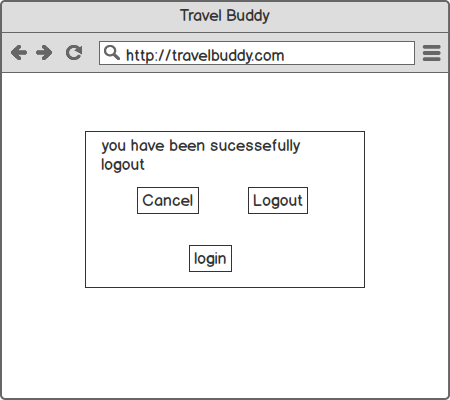 Travel Buddy
http://travelbuddy.com
you have been sucessefully
logout
Cancel Logout
login